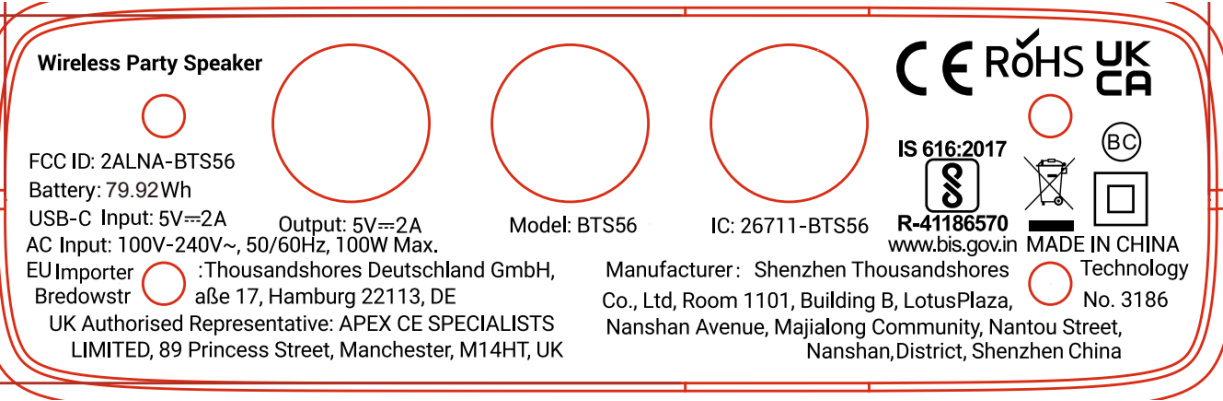 Wireless Party Speaker
CE RoHS UK CA
FCC ID: 2ALNA-BTS56
Battery: 79.92Wh
USB-C Input: 5V⎓2A
Output: 5V⎓2A
Model: BTS56
IC: 26711-BTS56
AC Input: 100V-240V~, 50/60Hz, 100W Max.
IS 616:2017
R-41186570
www.bis.gov.in
BC
MADE IN CHINA
EU Importer :Thousandshores Deutschland GmbH,
Bredowstr aße 17, Hamburg 22113, DE
UK Authorised Representative: APEX CE SPECIALISTS
LIMITED, 89 Princess Street, Manchester, M14HT, UK
Manufacturer: Shenzhen Thousandshores Technology
Co., Ltd, Room 1101, Building B, LotusPlaza, No. 3186
Nanshan Avenue, Majialong Community, Nantou Street,
Nanshan,District, Shenzhen China